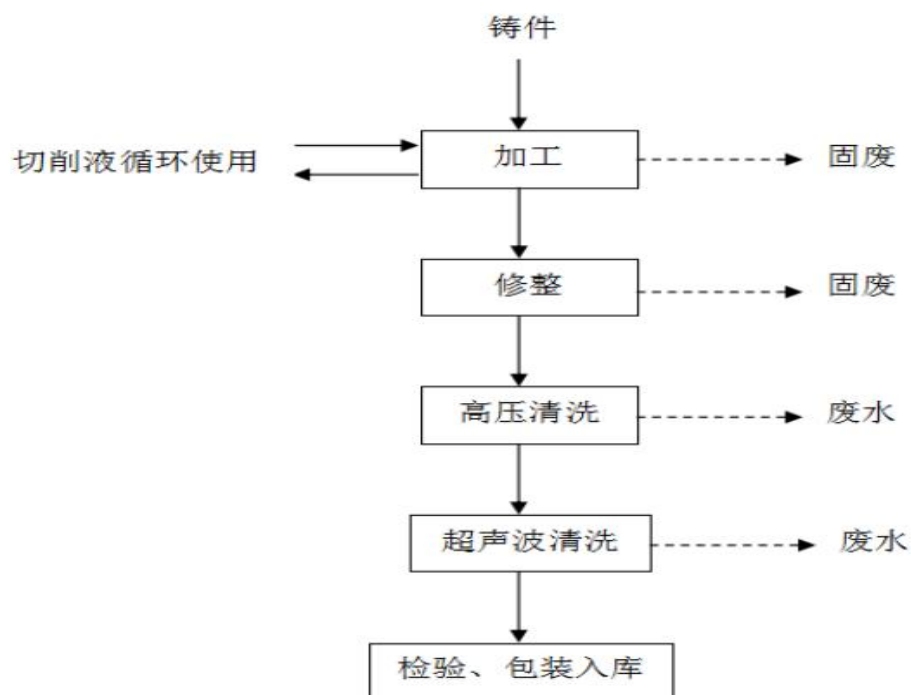 铸件
切削液循环使用
加工
固废
修整
固废
高压清洗
废水
超声波清洗
废水
检验、包装入库